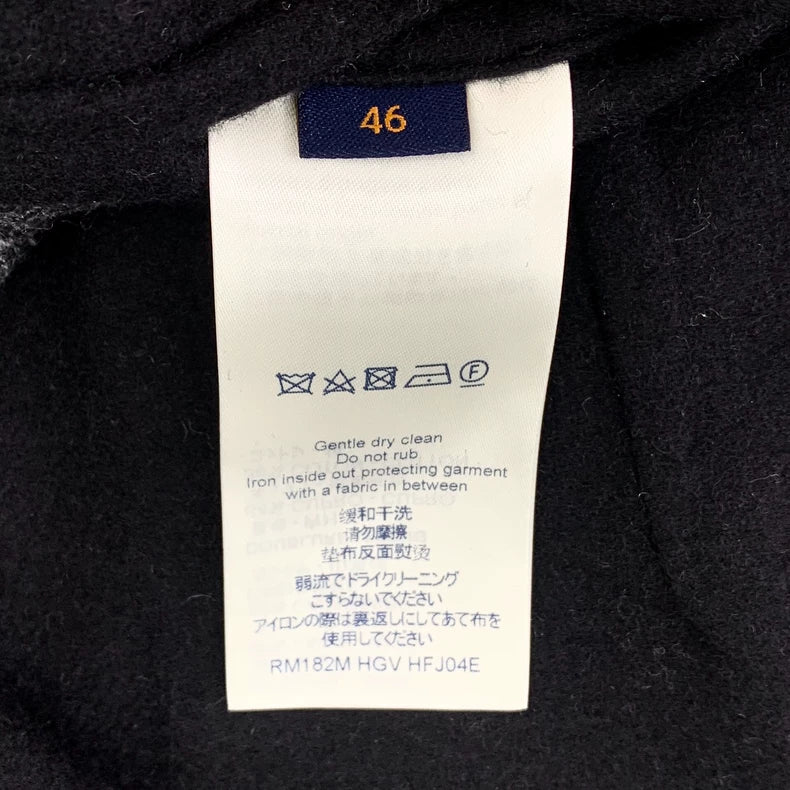 46
F
Gentle dry clean
Do not rub
Iron inside out protecting garment
with a fabric in between
缓和干洗
请勿摩擦
垫布反面熨烫
弱流でドライクリーニング
こすらないでください
アイロンの際は裏返しにしてあて布を
使用してください
RM182M HGV HFJ04E